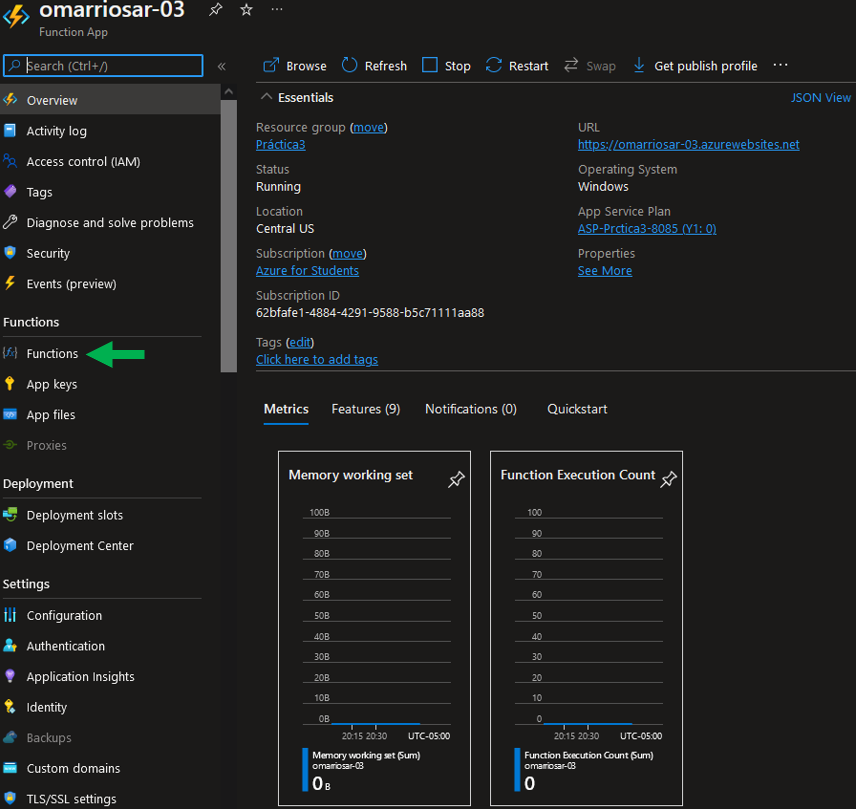 omarriosar-03
Function App
Search (Ctrl+/)
Overview
Activity log
Access control (IAM)
Tags
Diagnose and solve problems
Security
Events (preview)
Functions
Functions
App keys
App files
Proxies
Deployment
Deployment slots
Deployment Center
Settings
Configuration
Authentication
Application Insights
Identity
Backups
Custom domains
TLS/SSL settings
Browse Refresh Stop Restart Swap Get publish profile ...
Essentials JSON View
Resource group (move)
Práctica3
Status
Running
Location
Central US
Subscription (move)
Azure for Students
Subscription ID
62bfafe1-4884-4291-9588-b5c71111aa88
Tags (edit)
Click here to add tags
URL
https://omarriosar-03.azurewebsites.net
Operating System
Windows
App Service Plan
ASP-Prctica3-8085 (Y1: 0)
Properties
See More
Metrics Features (9) Notifications (0) Quickstart
Memory working set
100B
90B
80B
70B
60B
50B
40B
30B
20B
10B
0B
20:15 20:30 UTC-05:00
Memory working set (Sum)
omarriosar-03
0 B
Function Execution Count
100
90
80
70
60
50
40
30
20
10
0
20:15 20:30 UTC-05:00
Function Execution Count (Sum)
omarriosar-03
0